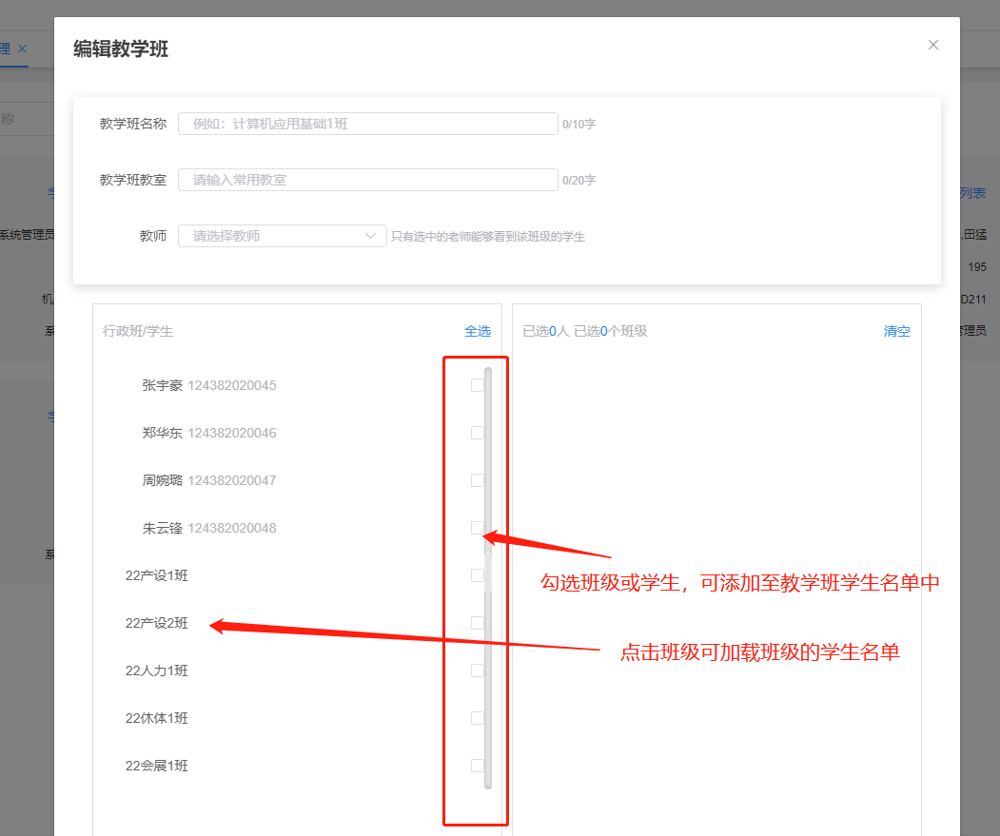 编辑教学班
理
称
教学班名称 例如：计算机应用基础1班 0/10字
教学班教室 请输入常用教室 0/20字
列表
系统管理员
教师 请选择教师 只有选中的老师能够看到该班级的学生
,田猛
195
D211
行政班/学生 全选
已选0人 已选0个班级 清空
管理员
张宇豪 124382020045
郑华东 124382020046
周婉璐 124382020047
朱云锋 124382020048
22产设1班
勾选班级或学生，可添加至教学班学生名单中
22产设2班
点击班级可加载班级的学生名单
22人力1班
22休体1班
22会展1班